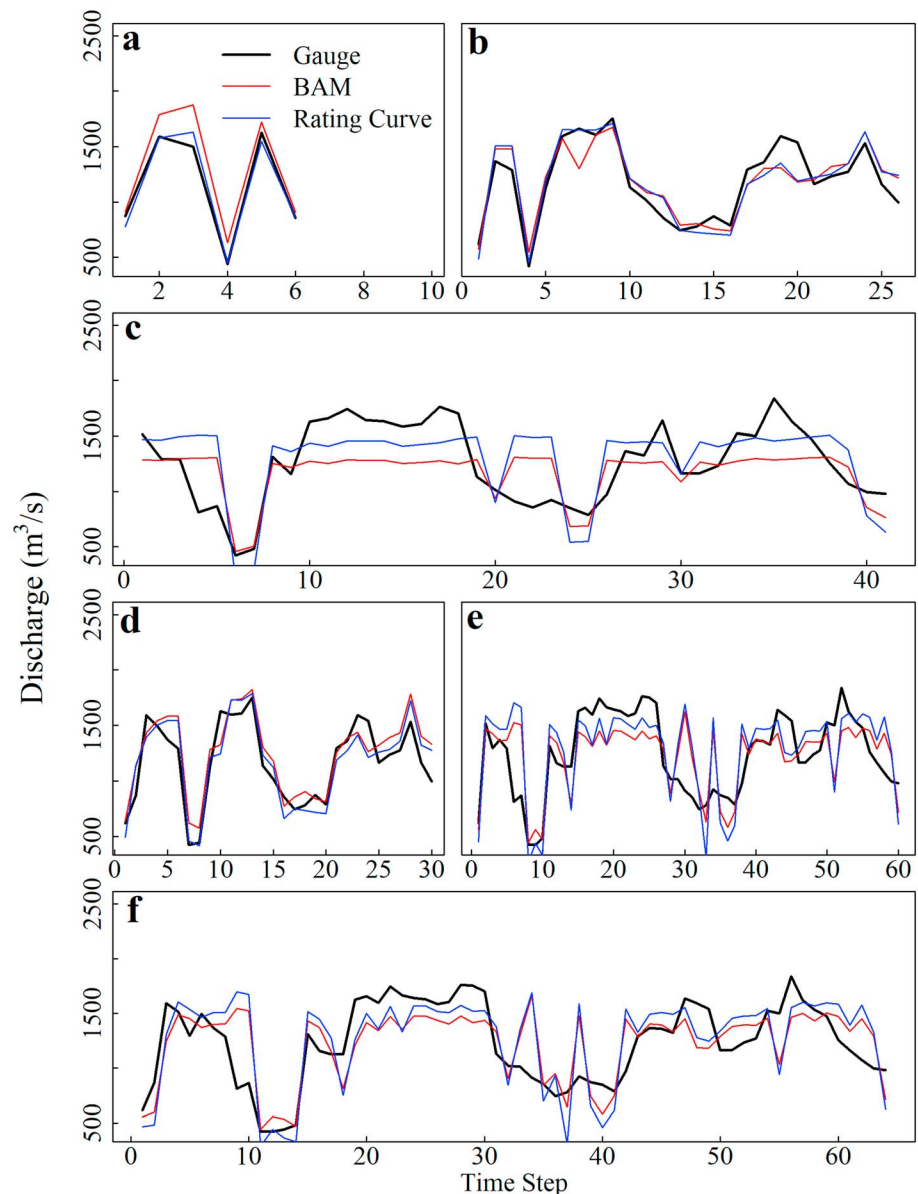 a
Gauge
BAM
Rating Curve
2500
1500
500
2 4 6 8 10
b
0 5 10 15 20 25
c
2500
1500
500
0 10 20 30 40
Discharge (m³/s)
d
2500
1500
500
0 5 10 15 20 25 30
e
0 10 20 30 40 50 60
f
2500
1500
500
0 10 20 30 40 50 60
Time Step